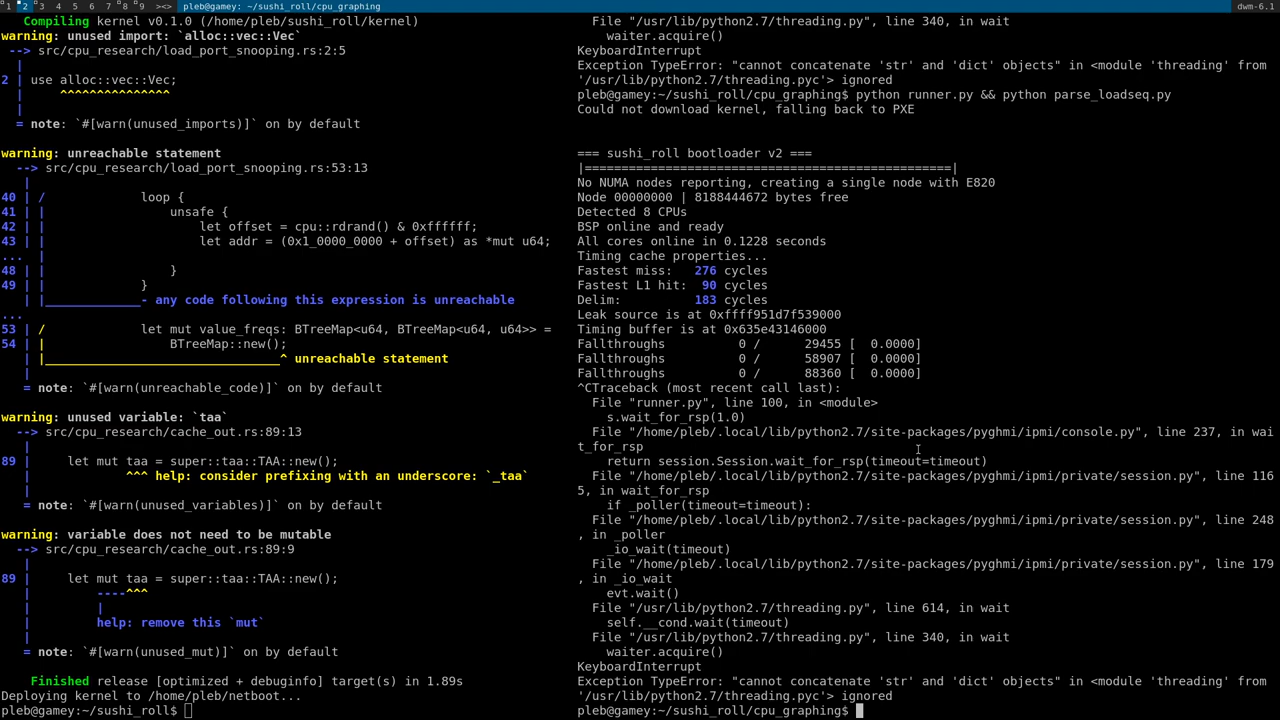 1 2 3 4 5 6 7 8 9 ><> pleb@gamey:~/sushi_roll/cpu_graphing dwm-6.1
Compiling kernel v0.1.0 (/home/pleb/sushi_roll/kernel)
warning: unused import: `alloc::vec::Vec`
--> src/cpu_research/load_port_snooping.rs:2:5
|
2 | use alloc::vec::Vec;
| ^^^^^^^^^^^^^^^
|
= note: `#[warn(unused_imports)]` on by default
warning: unreachable statement
--> src/cpu_research/load_port_snooping.rs:53:13
|
40 | / loop {
41 | | unsafe {
42 | | let offset = cpu::rdrand() & 0xffffff;
43 | | let addr = (0x1_0000_0000 + offset) as *mut u64;
... |
48 | | }
49 | | }
| |_____________- any code following this expression is unreachable
...
53 | / let mut value_freqs: BTreeMap<u64, BTreeMap<u64, u64>> =
54 | | BTreeMap::new();
| |________________________________^ unreachable statement
|
= note: `#[warn(unreachable_code)]` on by default
warning: unused variable: `taa`
--> src/cpu_research/cache_out.rs:89:13
|
89 | let mut taa = super::taa::TAA::new();
| ^^^ help: consider prefixing with an underscore: `_taa`
|
= note: `#[warn(unused_variables)]` on by default
warning: variable does not need to be mutable
--> src/cpu_research/cache_out.rs:89:9
|
89 | let mut taa = super::taa::TAA::new();
| ----^^^
| |
| help: remove this `mut`
|
= note: `#[warn(unused_mut)]` on by default
Finished release [optimized + debuginfo] target(s) in 1.89s
Deploying kernel to /home/pleb/netboot...
pleb@gamey:~/sushi_roll$
File "/usr/lib/python2.7/threading.py", line 340, in wait
waiter.acquire()
KeyboardInterrupt
Exception TypeError: "cannot concatenate 'str' and 'dict' objects" in <module 'threading' from
'/usr/lib/python2.7/threading.pyc'> ignored
pleb@gamey:~/sushi_roll/cpu_graphing$ python runner.py && python parse_loadseq.py
Could not download kernel, falling back to PXE
=== sushi_roll bootloader v2 ===
|==================================================|
No NUMA nodes reporting, creating a single node with E820
Node 00000000 | 8188444672 bytes free
Detected 8 CPUs
BSP online and ready
All cores online in 0.1228 seconds
Timing cache properties...
Fastest miss: 276 cycles
Fastest L1 hit: 90 cycles
Delim: 183 cycles
Leak source is at 0xffff951d7f539000
Timing buffer is at 0x635e43146000
Fallthroughs 0 / 29455 [ 0.0000]
Fallthroughs 0 / 58907 [ 0.0000]
Fallthroughs 0 / 88360 [ 0.0000]
^CTraceback (most recent call last):
File "runner.py", line 100, in <module>
s.wait_for_rsp(1.0)
File "/home/pleb/.local/lib/python2.7/site-packages/pyghmi/ipmi/console.py", line 237, in wai
t_for_rsp
return session.Session.wait_for_rsp(timeout=timeout)
File "/home/pleb/.local/lib/python2.7/site-packages/pyghmi/ipmi/private/session.py", line 116
5, in wait_for_rsp
if _poller(timeout=timeout):
File "/home/pleb/.local/lib/python2.7/site-packages/pyghmi/ipmi/private/session.py", line 248
, in _poller
_io_wait(timeout)
File "/home/pleb/.local/lib/python2.7/site-packages/pyghmi/ipmi/private/session.py", line 179
, in _io_wait
evt.wait()
File "/usr/lib/python2.7/threading.py", line 614, in wait
self.__cond.wait(timeout)
File "/usr/lib/python2.7/threading.py", line 340, in wait
waiter.acquire()
KeyboardInterrupt
Exception TypeError: "cannot concatenate 'str' and 'dict' objects" in <module 'threading' from
'/usr/lib/python2.7/threading.pyc'> ignored
pleb@gamey:~/sushi_roll/cpu_graphing$